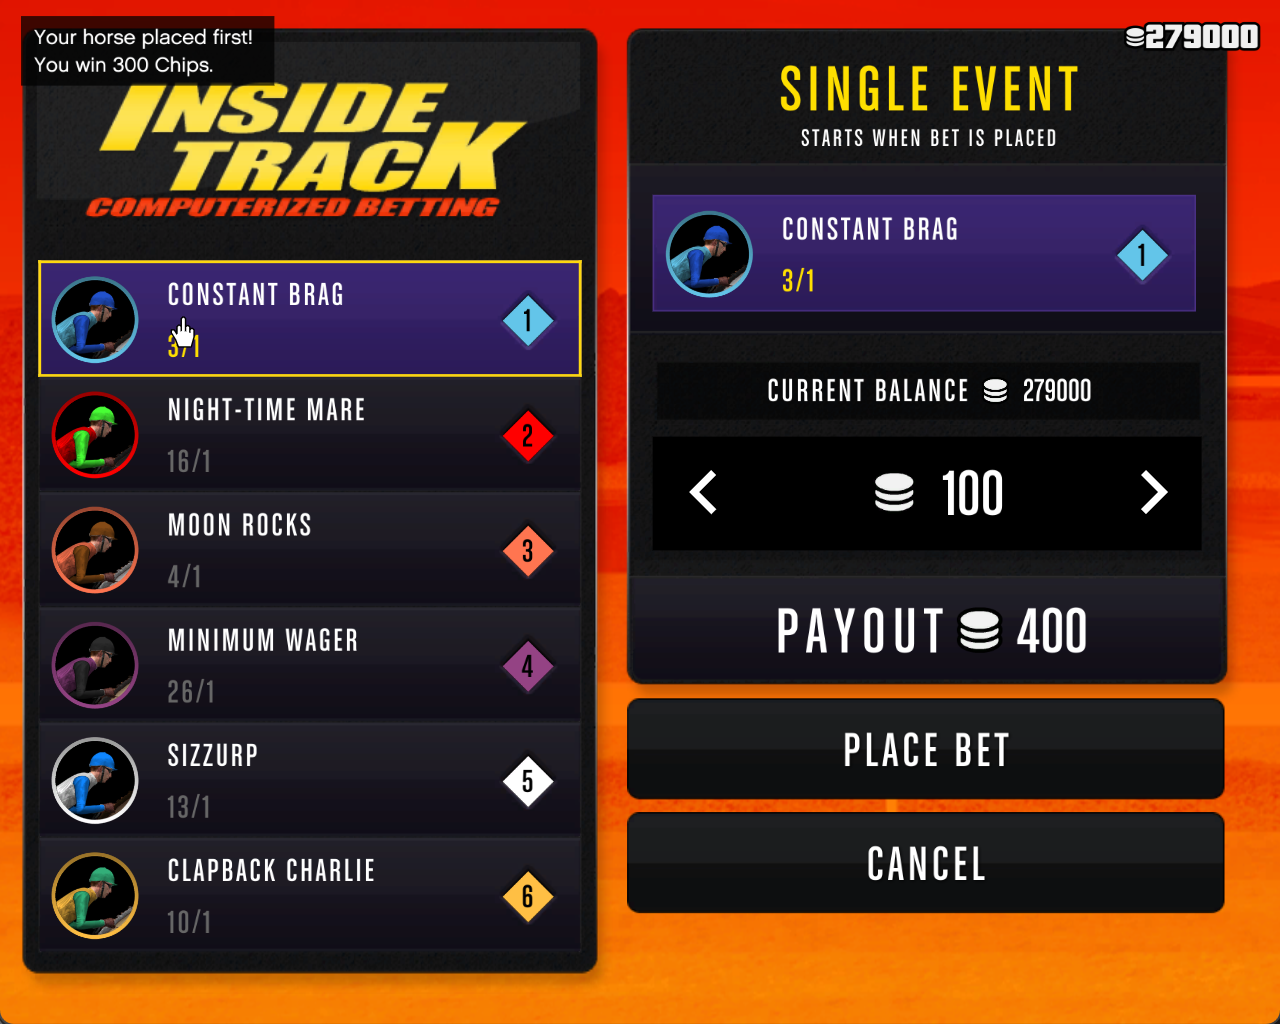 Your horse placed first!
You win 300 Chips.
279000
INSIDE
TRACK
COMPUTERIZED BETTING
CONSTANT BRAG
3/1
1
NIGHT-TIME MARE
16/1
2
MOON ROCKS
4/1
3
MINIMUM WAGER
26/1
4
SIZZURP
13/1
5
CLAPBACK CHARLIE
10/1
6
SINGLE EVENT
STARTS WHEN BET IS PLACED
CONSTANT BRAG
3/1
1
CURRENT BALANCE 279000
100
PAYOUT 400
PLACE BET
CANCEL